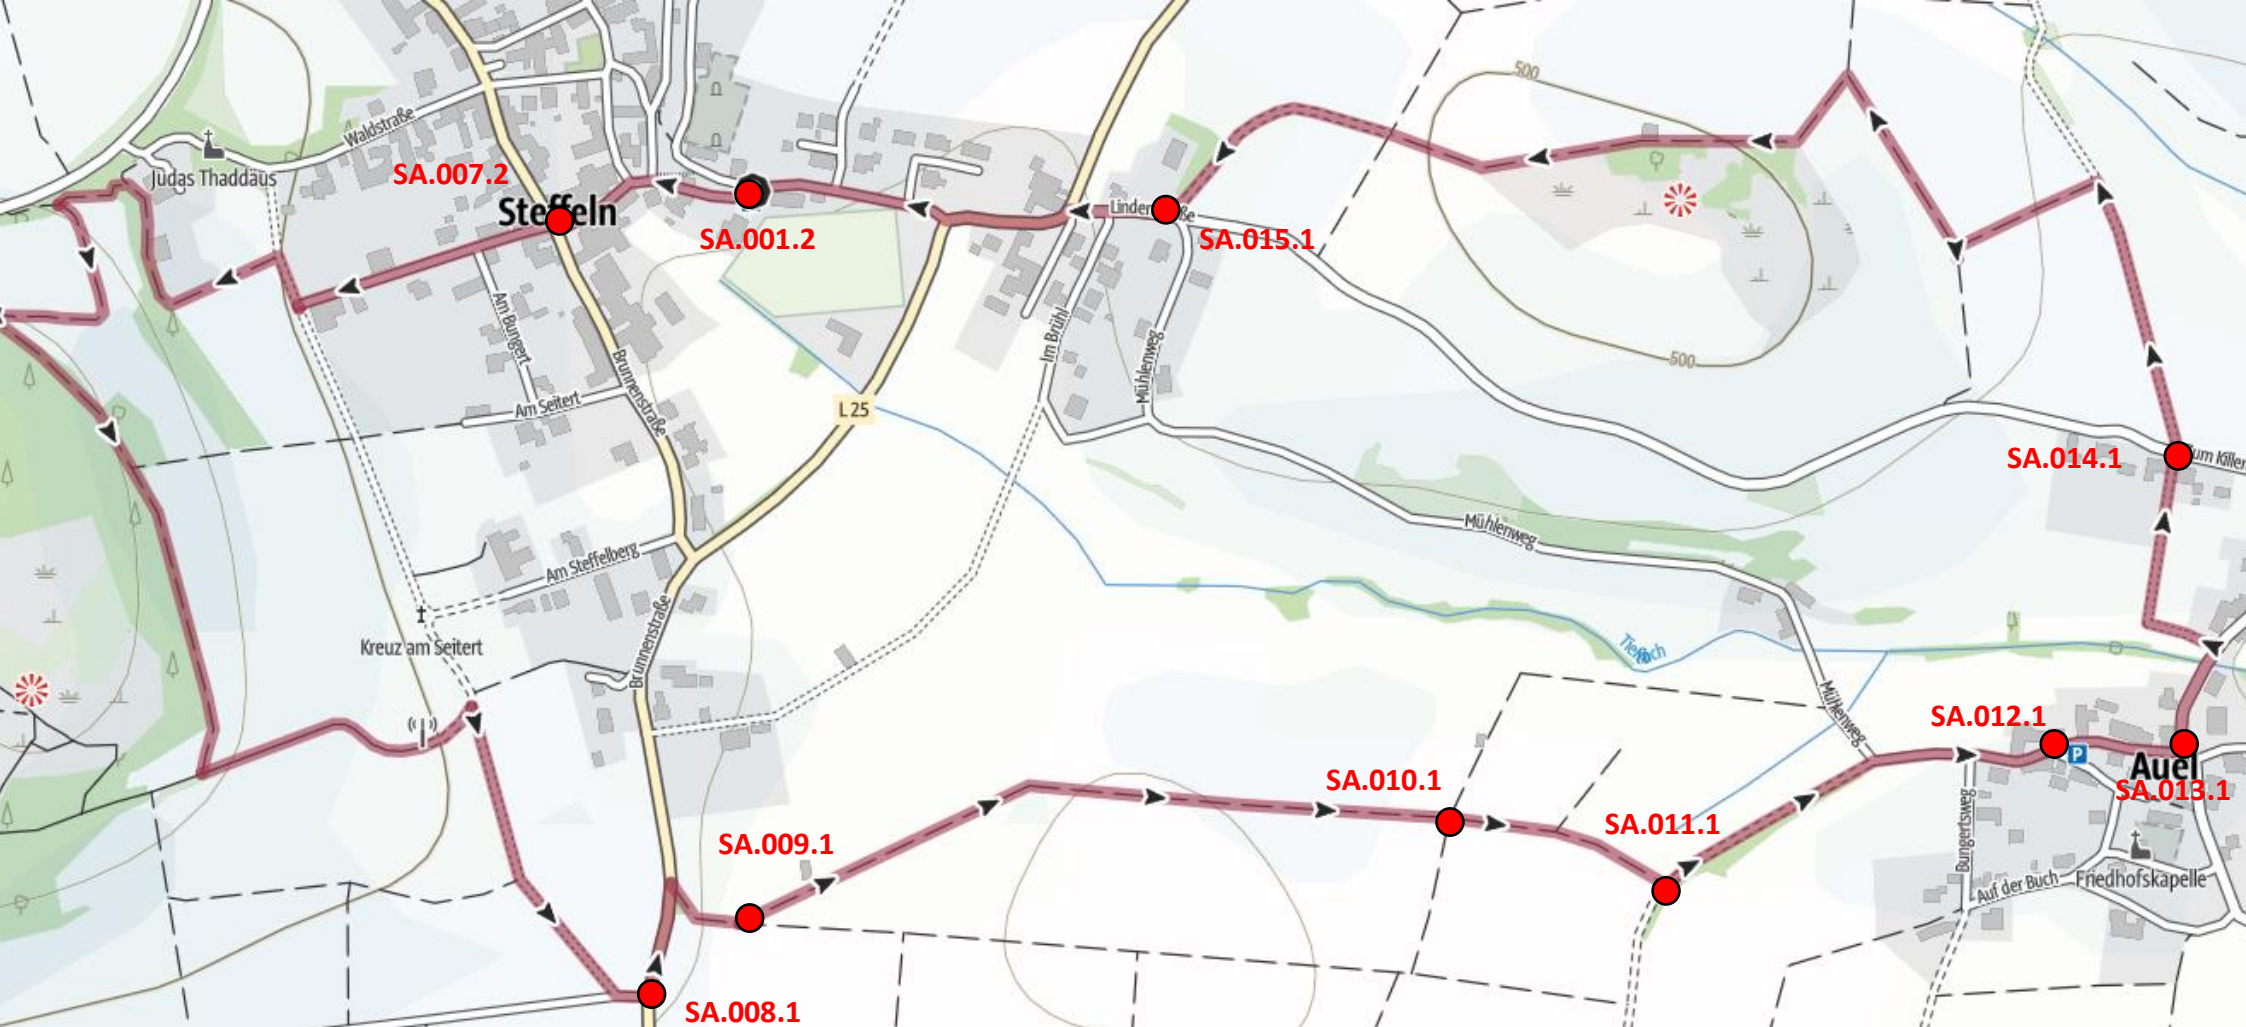 500
Waldstraße
Judas Thaddäus
SA.007.2
Steffeln
SA.001.2
SA.015.1
500
Am Bungert
Im Brühl
Mühlenweg
Brunnenstraße
Am Seitert
L 25
SA.014.1
Mühlenweg
Am Steffelberg
Kreuz am Seitert
Brunnenstraße
Mühlenweg
SA.012.1
P
Auel
SA.010.1
SA.013.1
SA.011.1
SA.009.1
Bungertsweg
Auf der Buch
Friedhofskapelle
SA.008.1